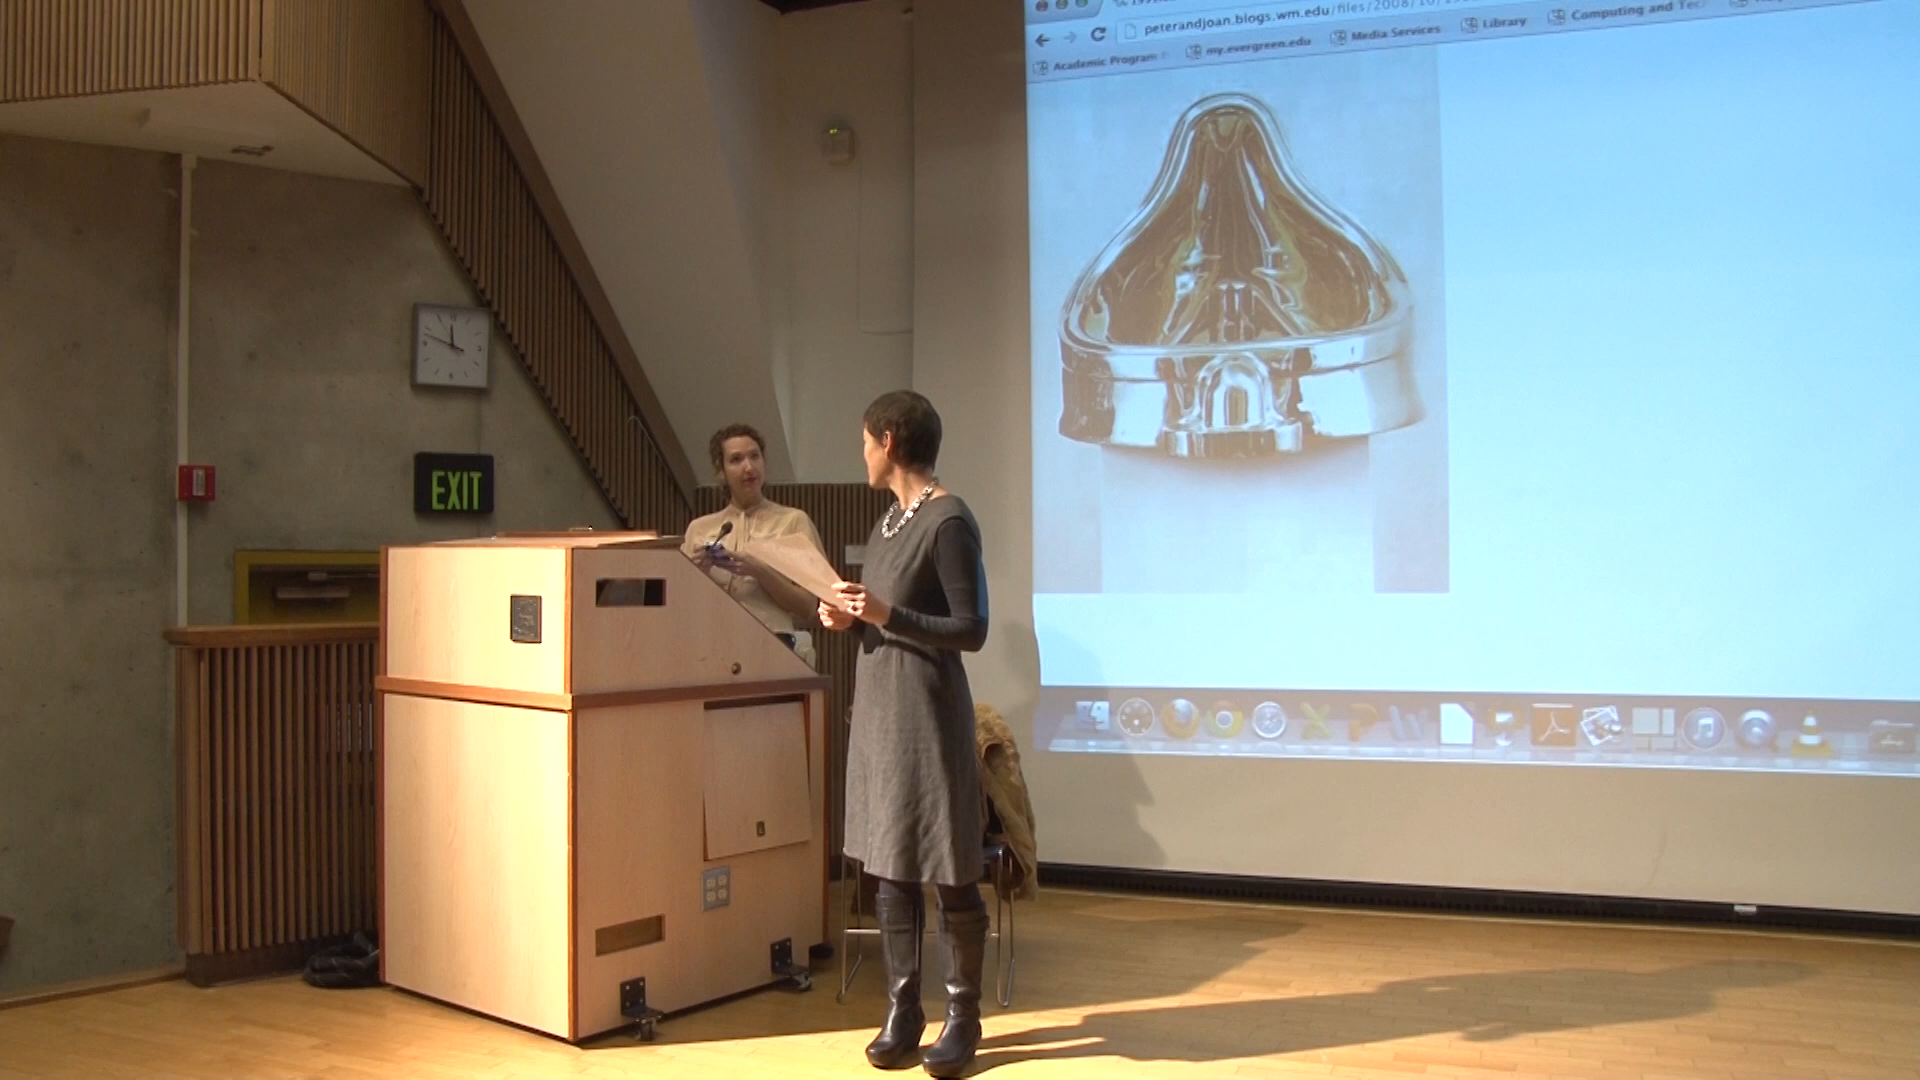 peterandjoan.blogs.wm.edu/files/2008/10/
Academic Program
my.evergreen.edu
Media Services
Library
Computing and Tec
EXIT